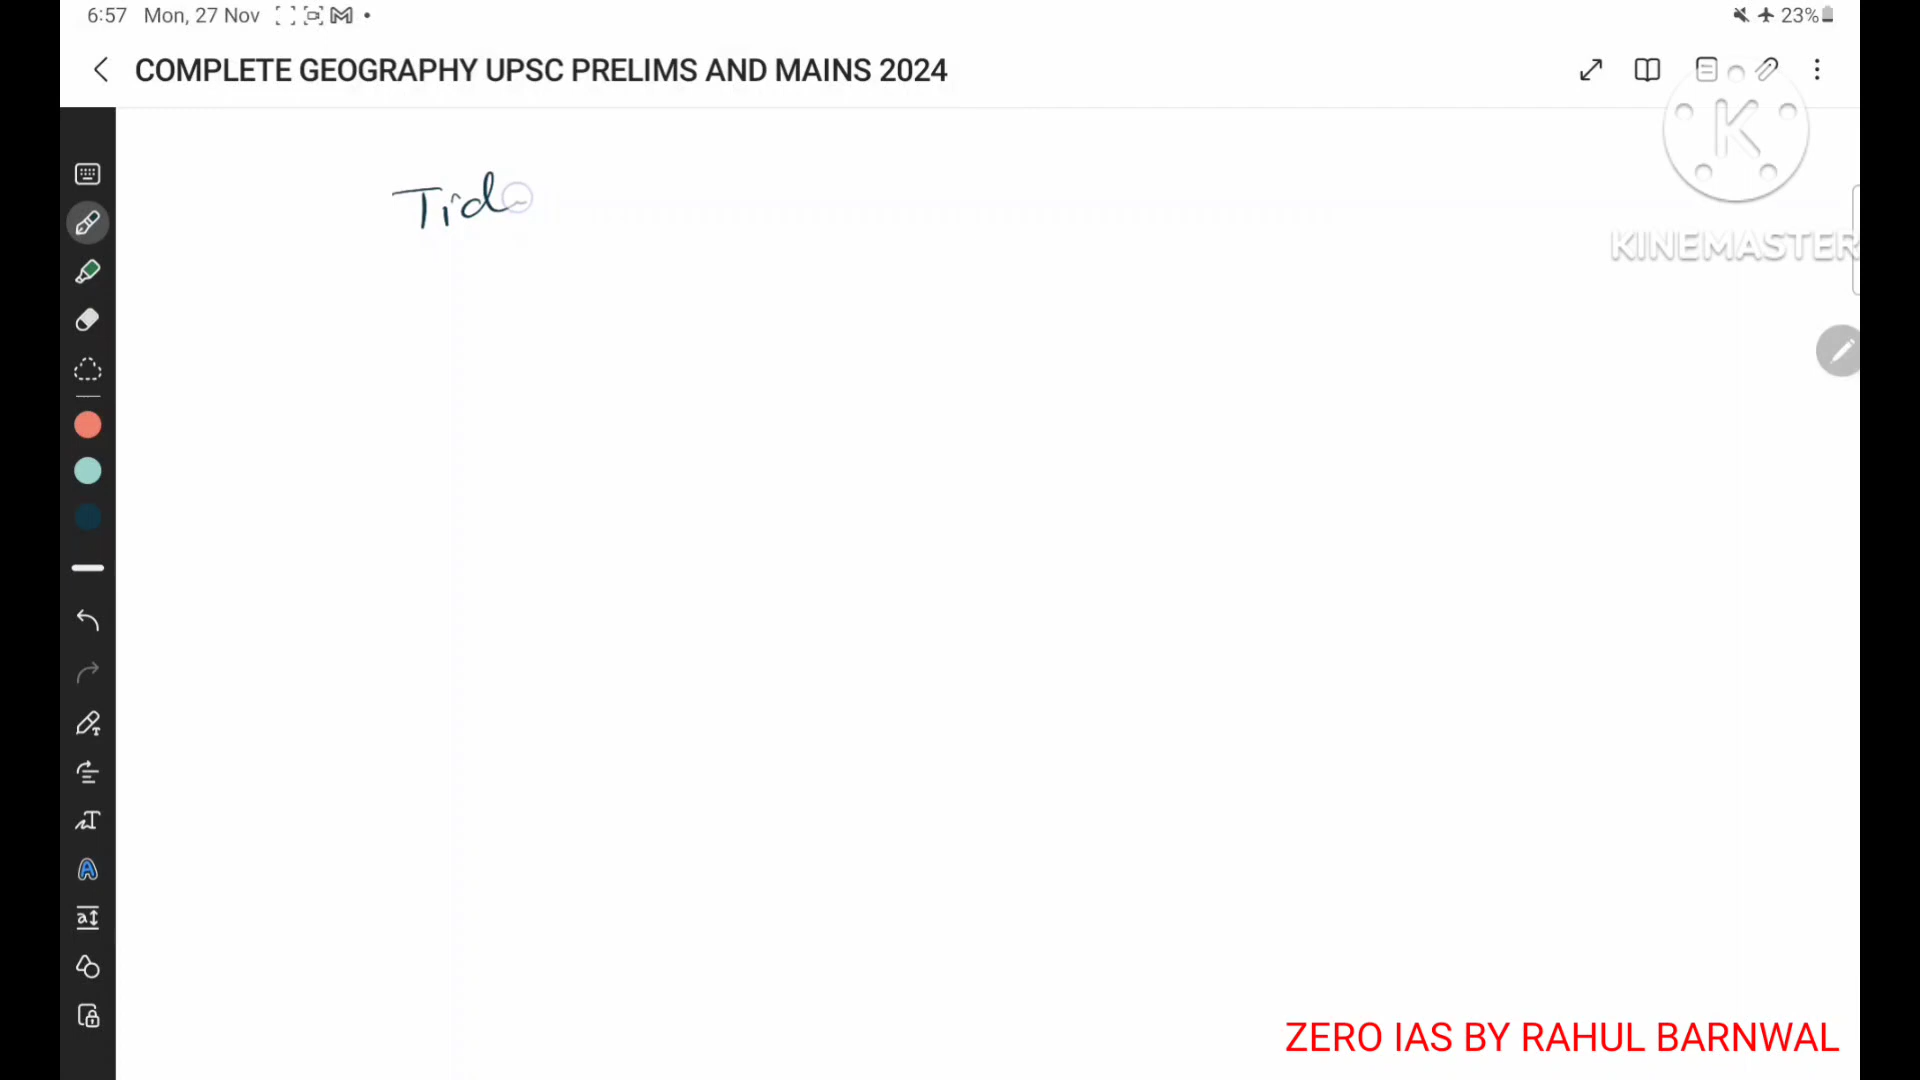 6:57 Mon, 27 Nov 23%
COMPLETE GEOGRAPHY UPSC PRELIMS AND MAINS 2024
K
KINEMASTER
Tide
ZERO IAS BY RAHUL BARNWAL